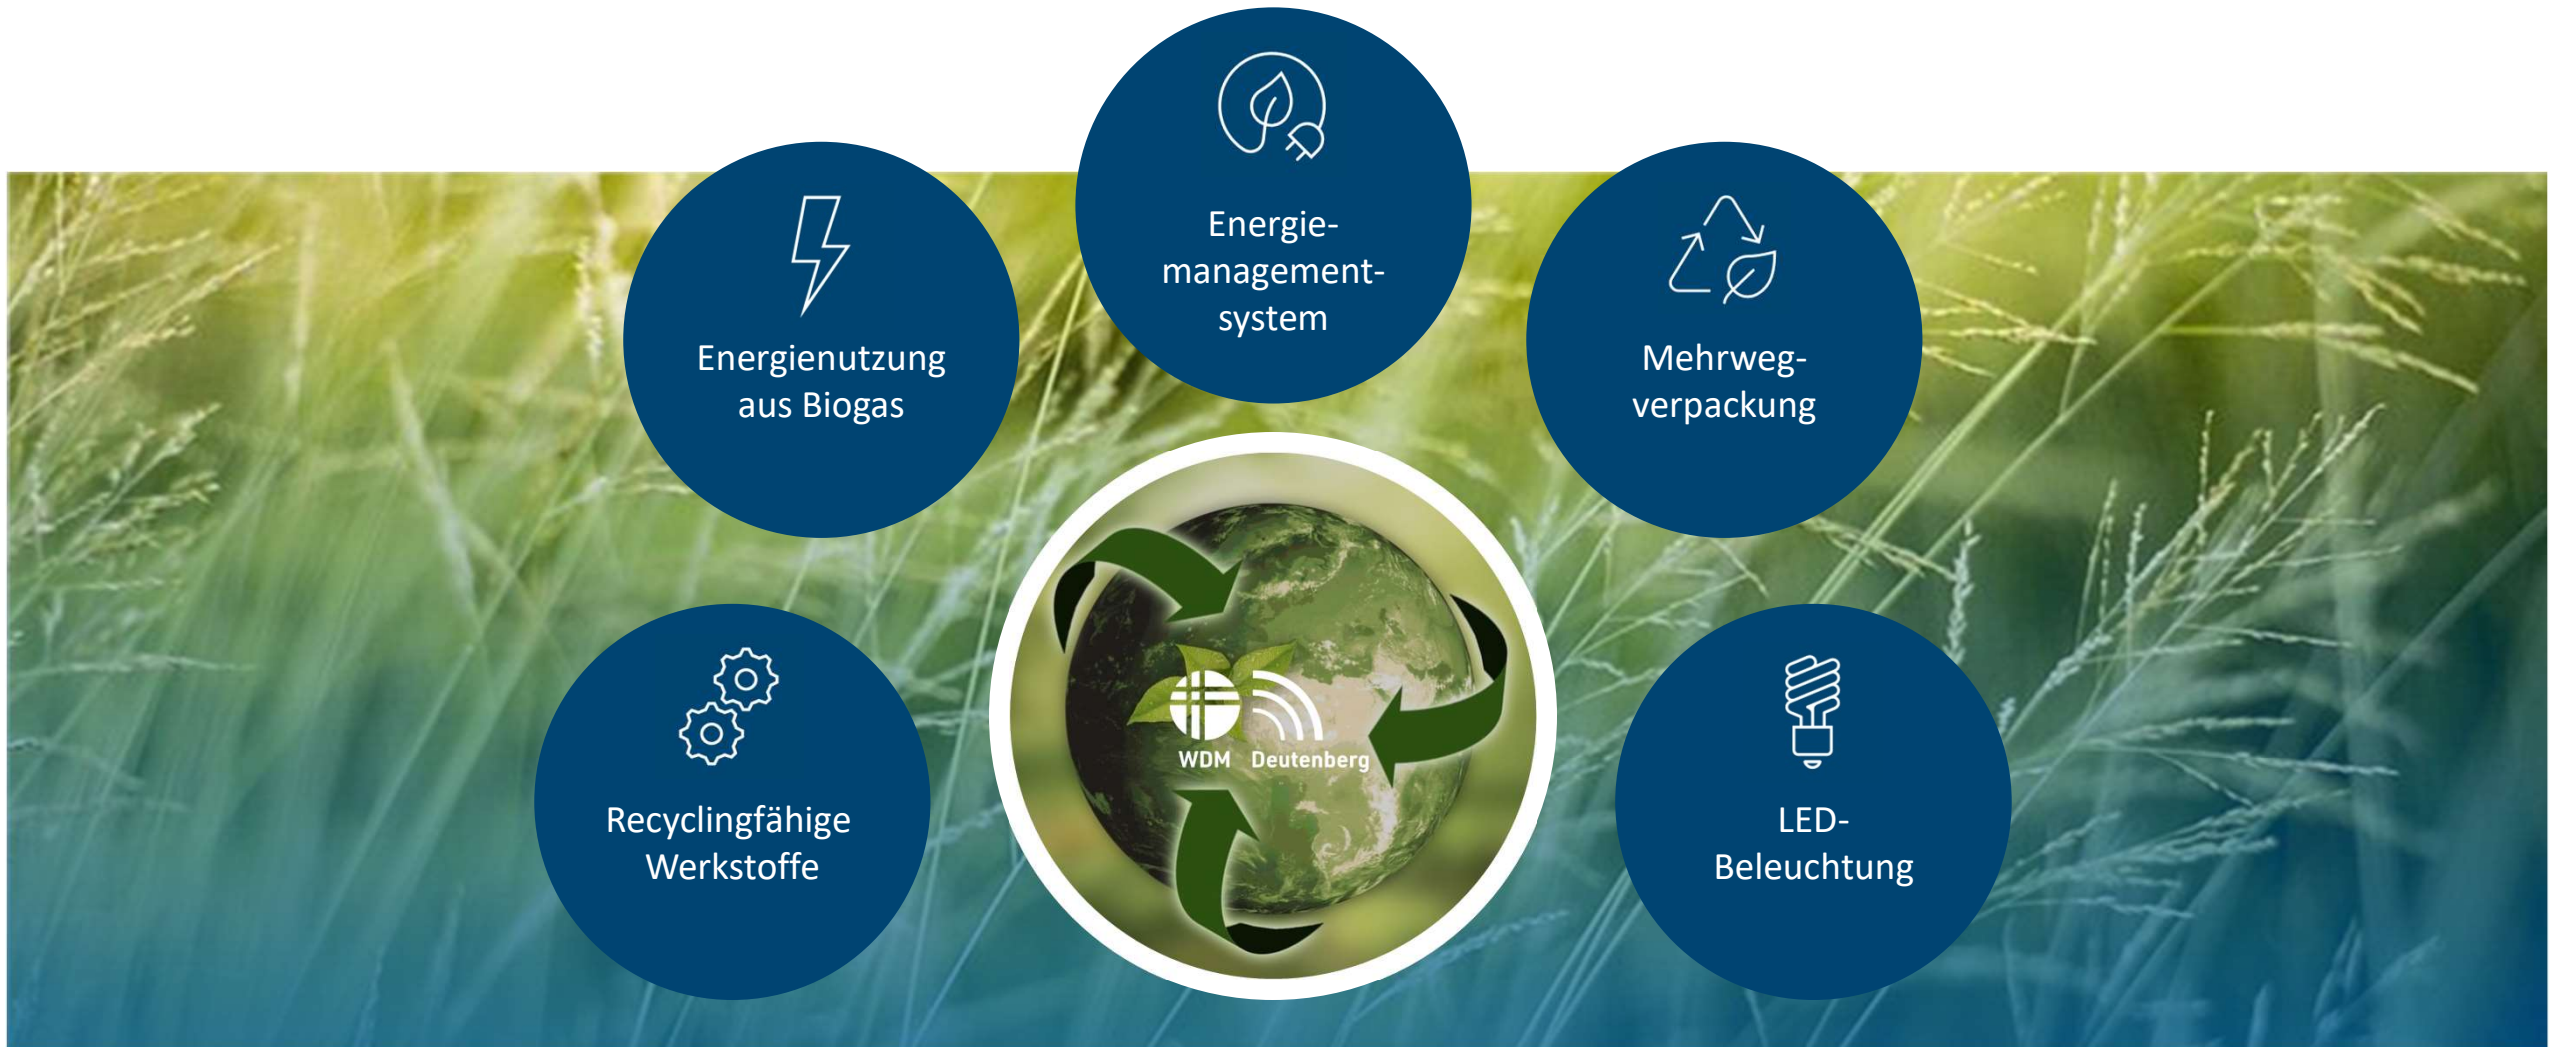 Energie-
management-
system
Energienutzung
aus Biogas
Mehrweg-
verpackung
Recyclingfähige
Werkstoffe
WDM Deutenberg
LED-
Beleuchtung